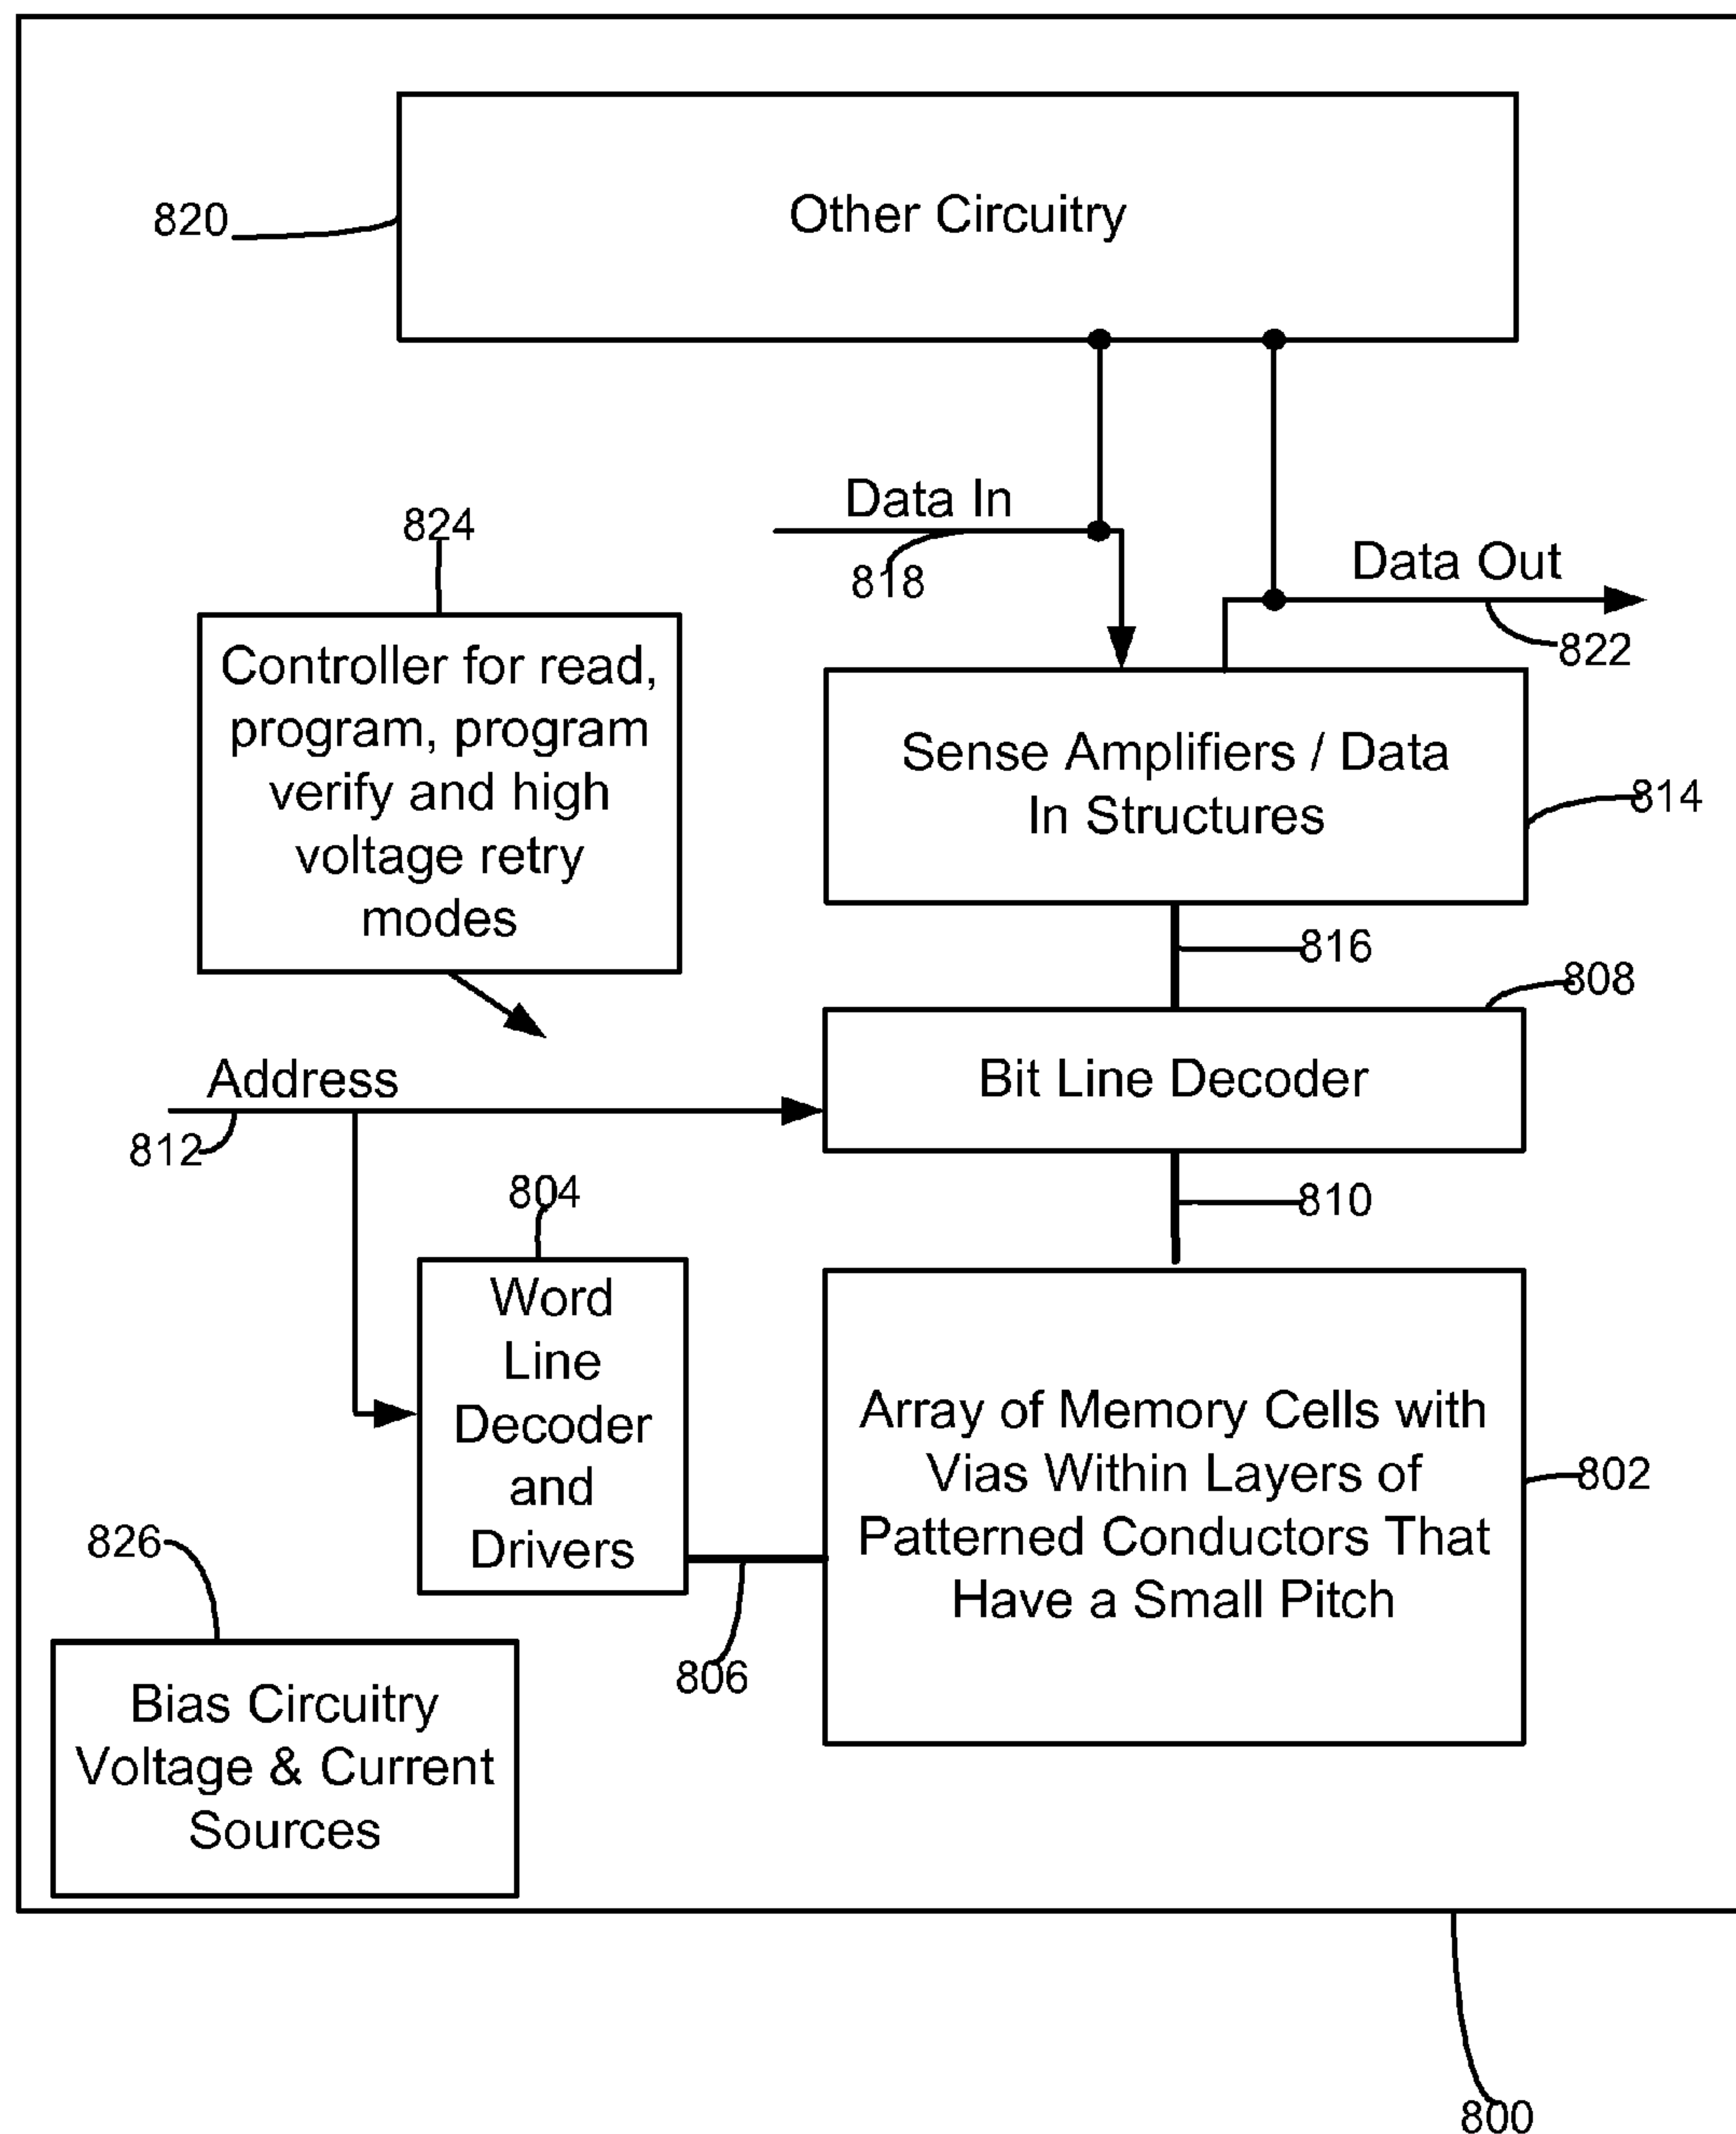 Other Circuitry
820
Data In
818
824
Data Out
822
Controller for read,
program, program
verify and high
voltage retry
modes
Sense Amplifiers / Data
In Structures
814
816
808
Address
812
Bit Line Decoder
804
810
Word
Line
Decoder
and
Drivers
Array of Memory Cells with
Vias Within Layers of
Patterned Conductors That
Have a Small Pitch
802
826
806
Bias Circuitry
Voltage & Current
Sources
800